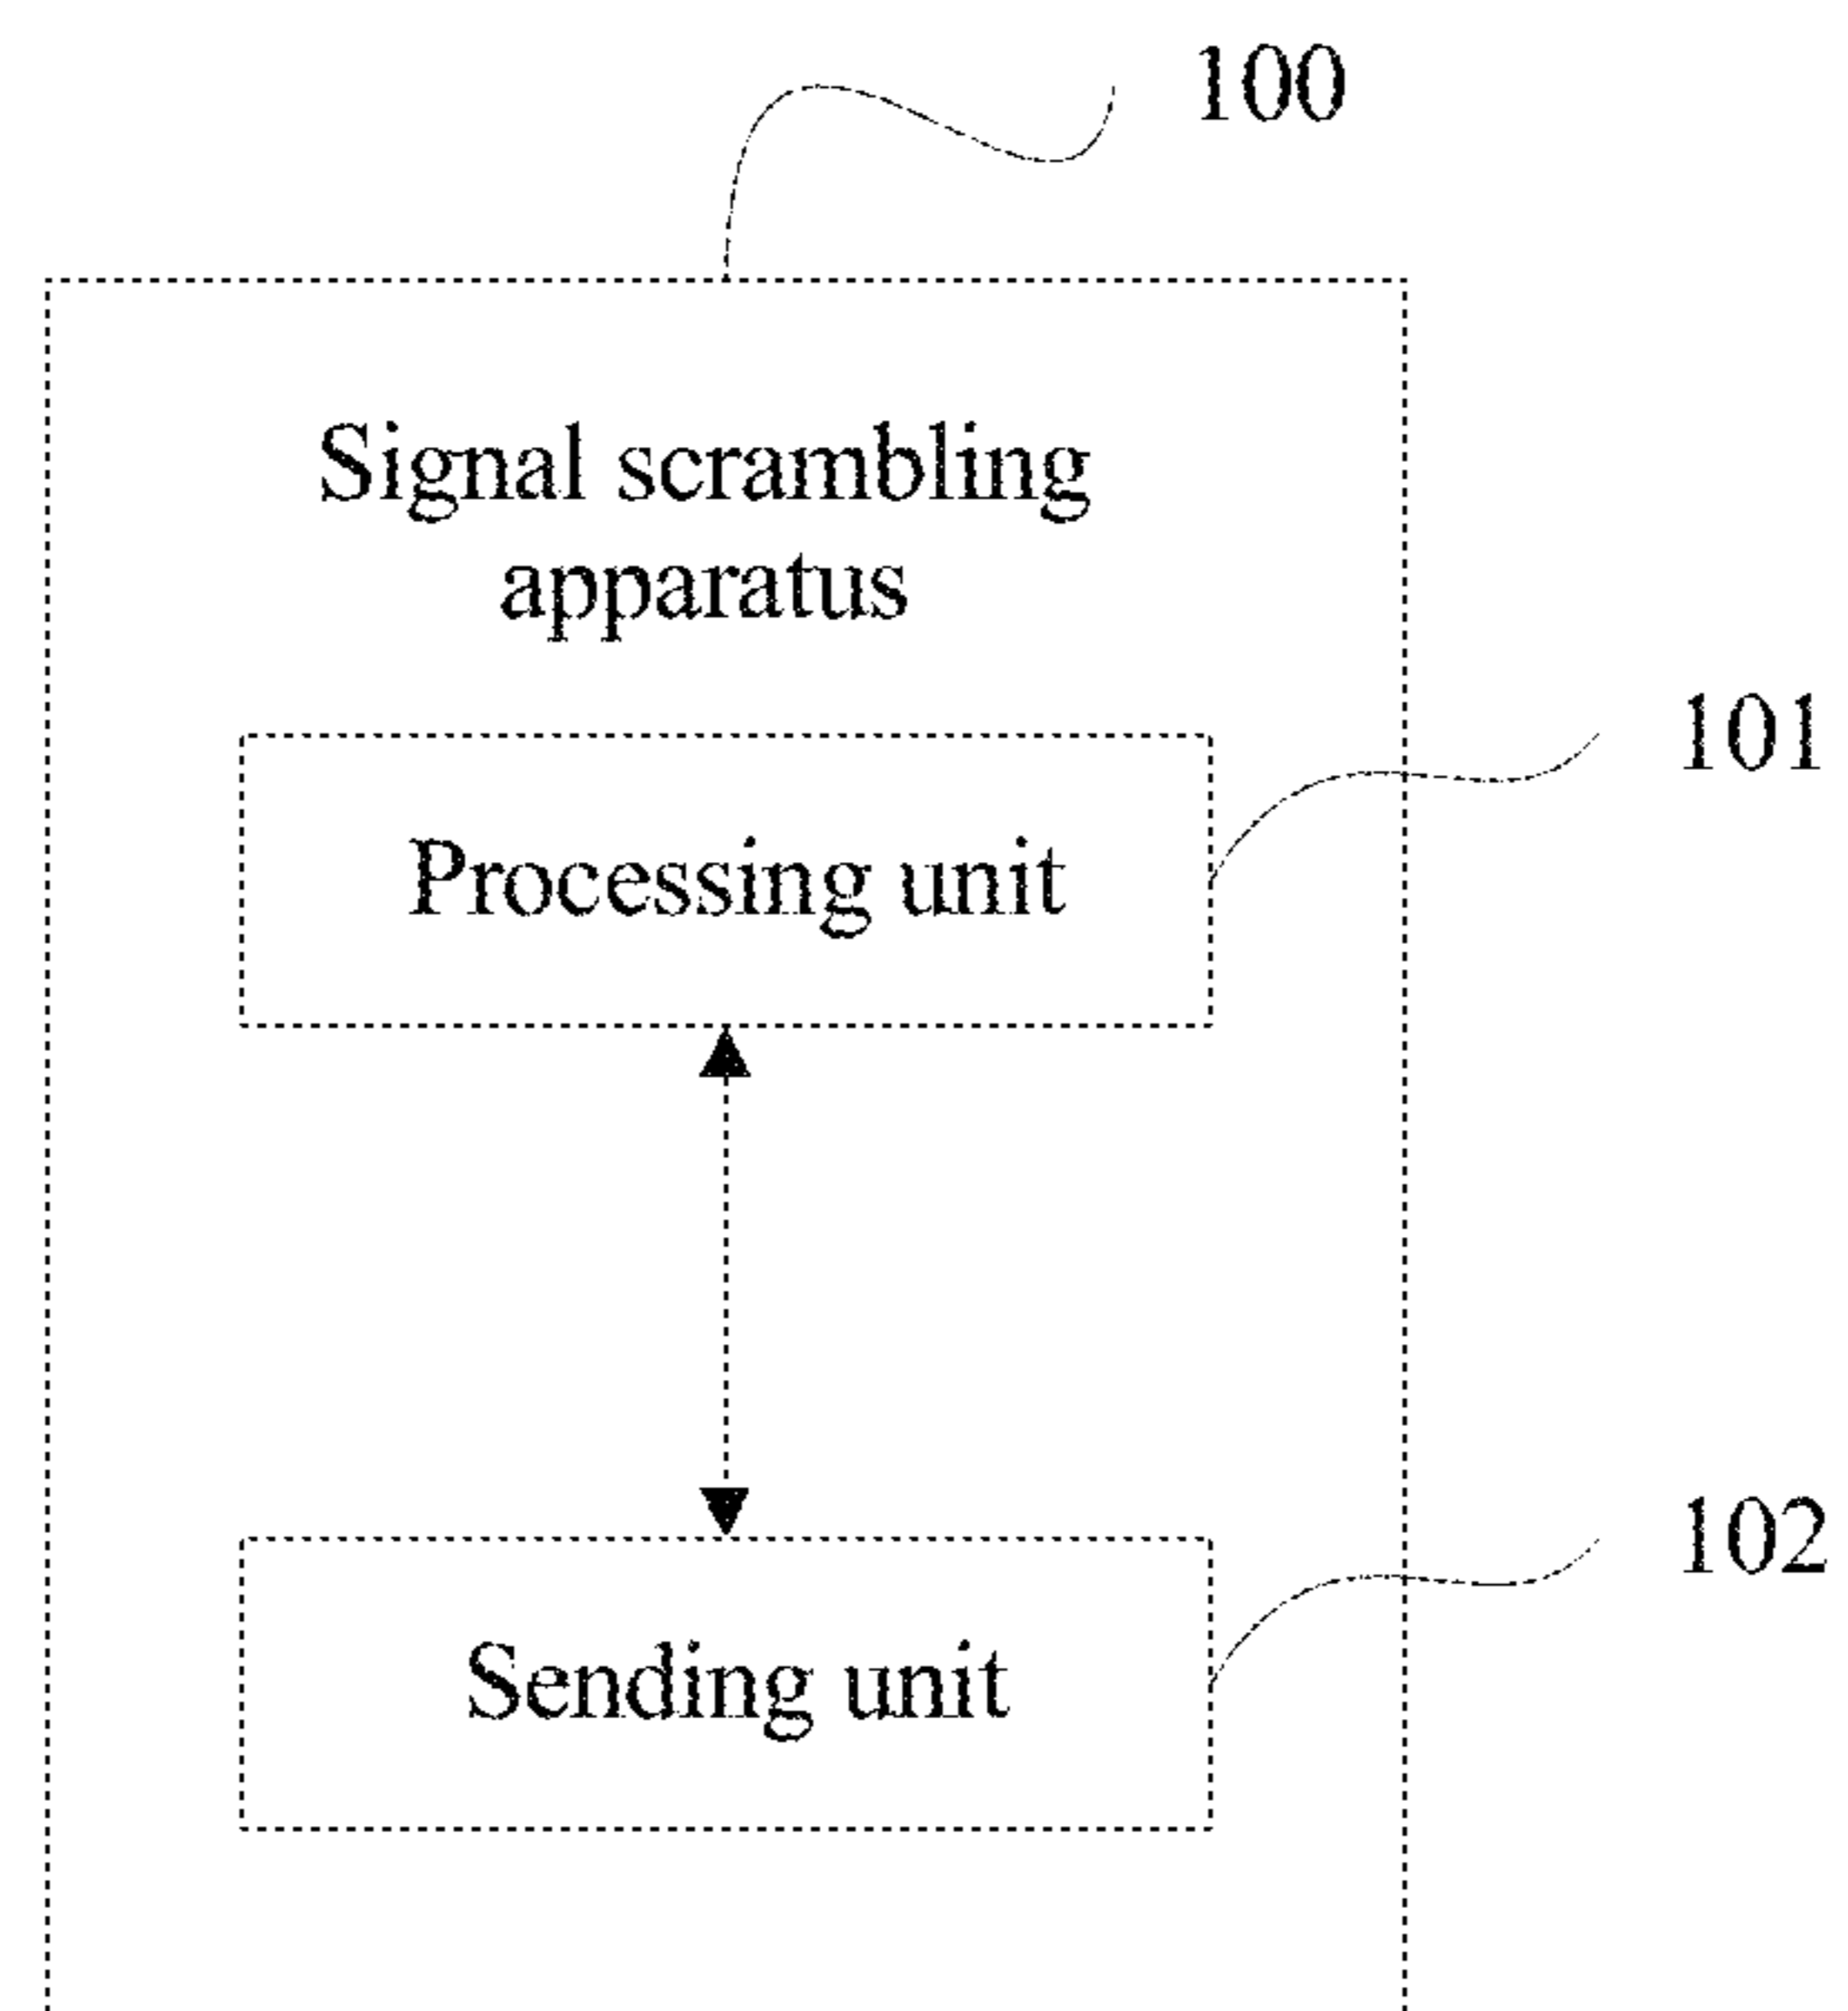 100
Signal scrambling
apparatus
101
Processing unit
102
Sending unit